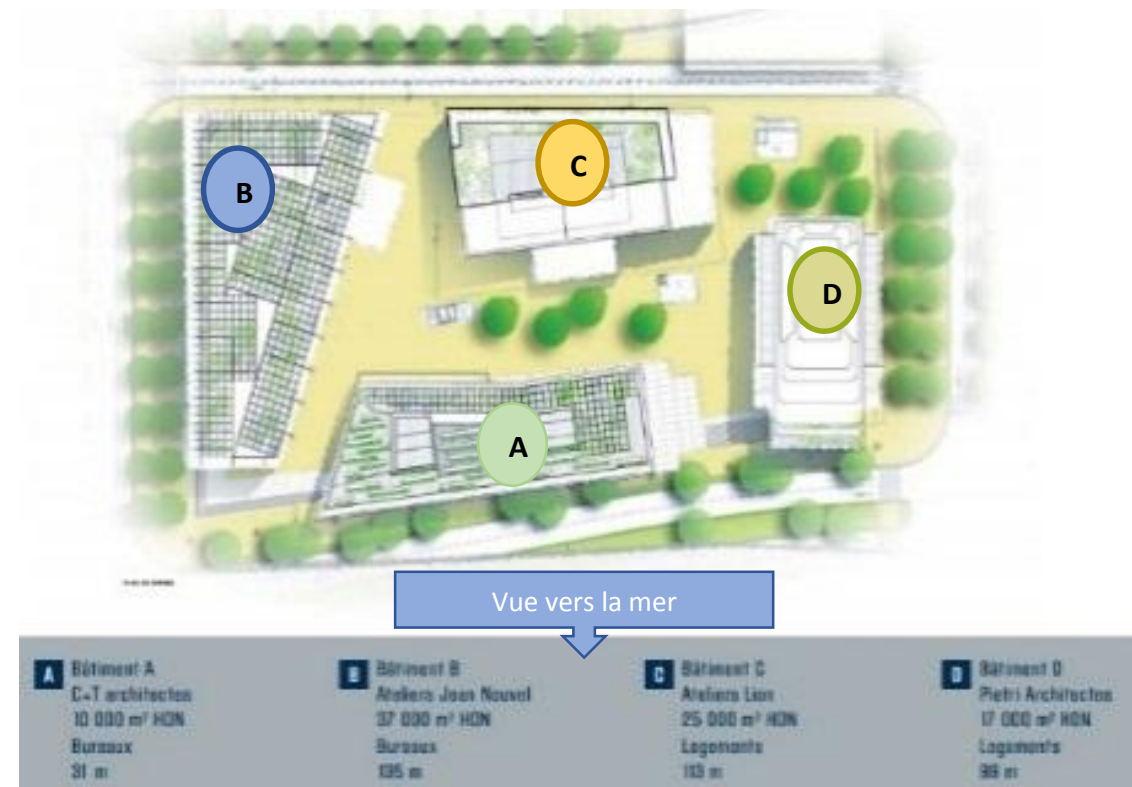 B
C
D
A
Vue vers la mer
A Bâtiment A
C+T architectes
10 000 m² HON
Bureaux
31 m
B Bâtiment B
Ateliers Jean Nouvel
37 000 m² HON
Bureaux
135 m
C Bâtiment C
Ateliers Lion
25 000 m² HON
Logements
113 m
D Bâtiment D
Pietri Architectes
17 000 m² HON
Logements
99 m